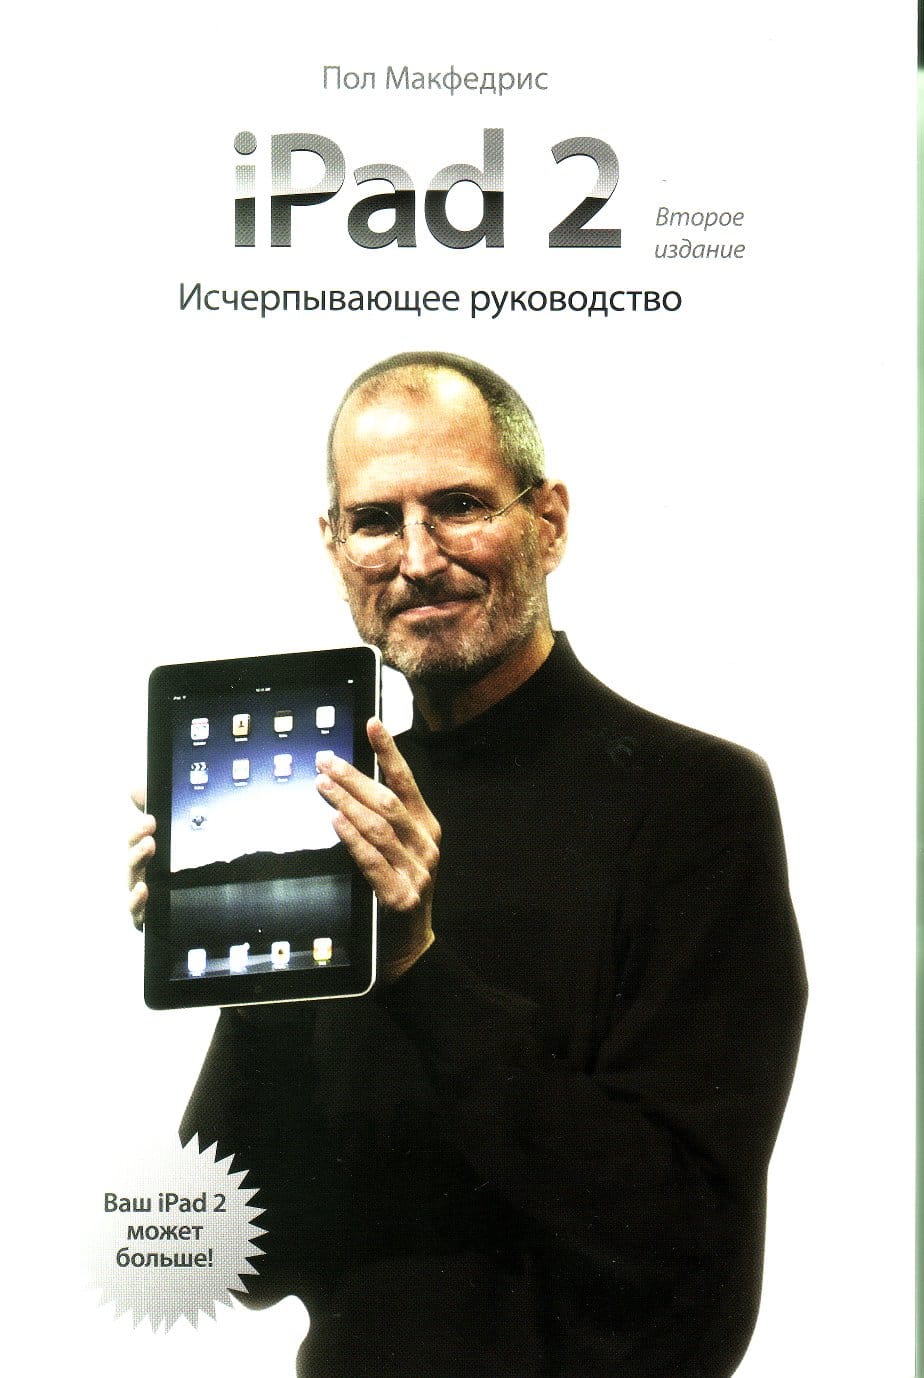 Пол Макфедрис
iPad 2
Второе
издание
Исчерпывающее руководство
Ваш iPad 2
может
больше!